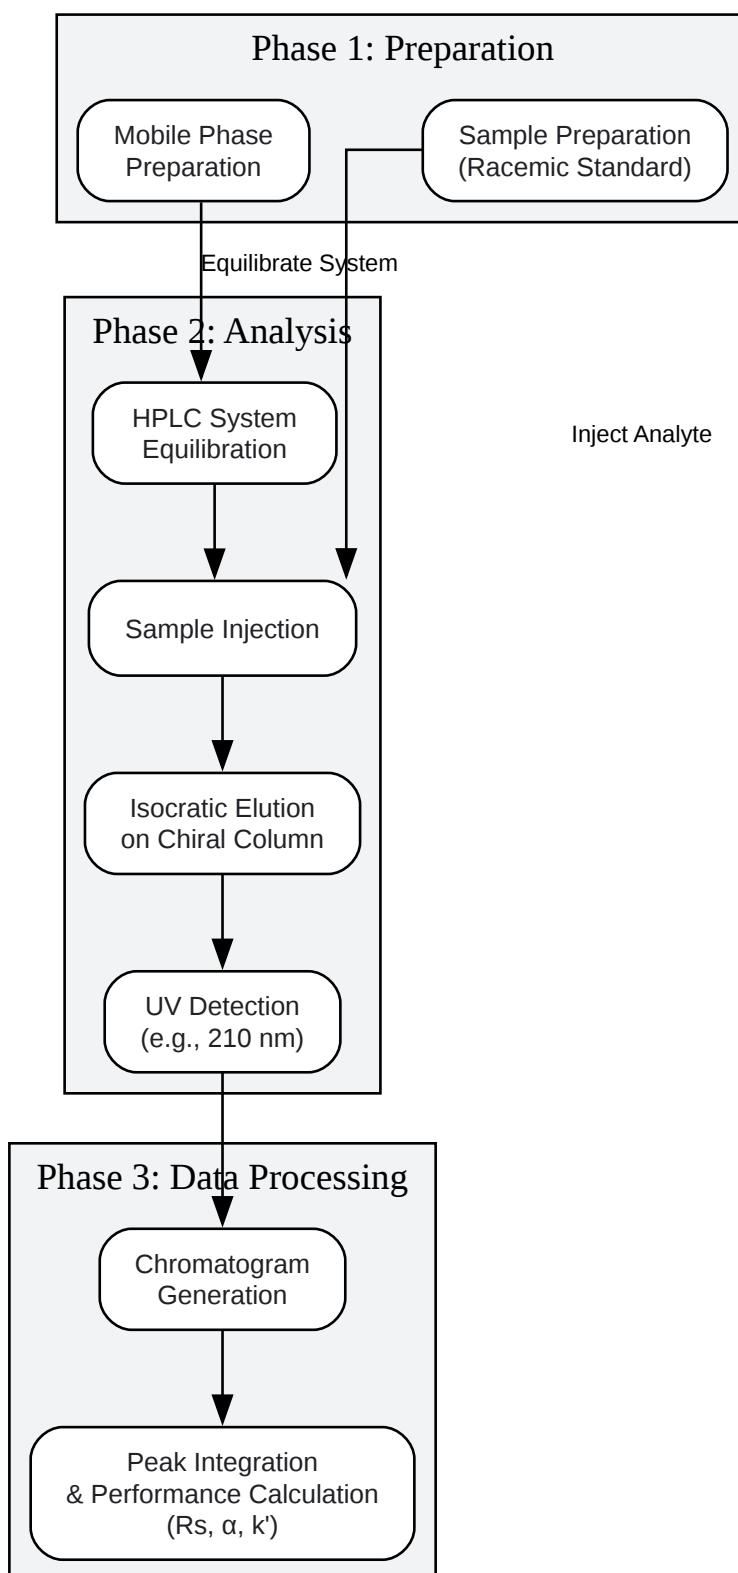 Phase 1: Preparation
Mobile Phase
Preparation
Sample Preparation
(Racemic Standard)
Equilibrate System
Phase 2: Analysis
HPLC System
Equilibration
Inject Analyte
Sample Injection
Isocratic Elution
on Chiral Column
UV Detection
(e.g., 210 nm)
Phase 3: Data Processing
Chromatogram
Generation
Peak Integration
& Performance Calculation
(Rs, α, k')